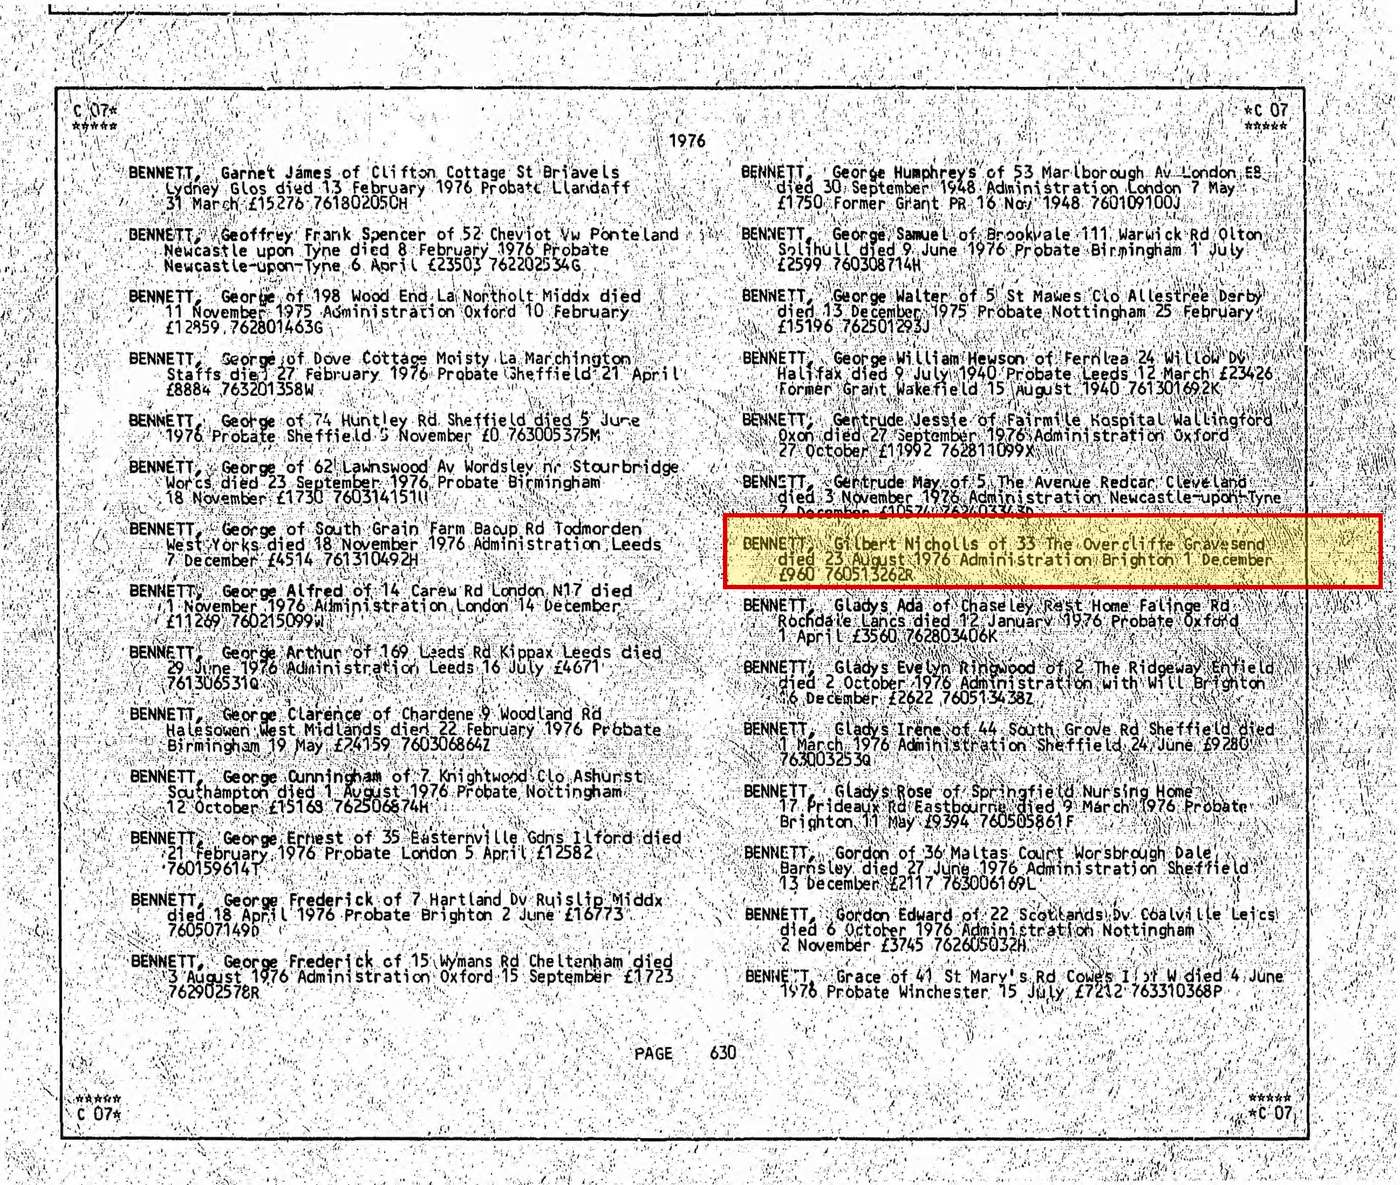 C 07*
*****
*C 07
*****
1976
BENNETT, Garnet James of Clifton Cottage St Briavels
Lydney Glos died 13 February 1976 Probate Llandaff
31 March £15276 761802050H
BENNETT, Geoffrey Frank Spencer of 52 Cheviot Vw Ponteland
Newcastle upon Tyne died 8 February 1976 Probate
Newcastle-upon-Tyne 6 April £23503 762202534G
BENNETT, George of 198 Wood End La Northolt Middx died
11 November 1975 Administration Oxford 10 February
£12859 762801463G
BENNETT, George of Dove Cottage Moisty La Marchington
Staffs died 27 February 1976 Probate Sheffield 21 April
£8884 763201358W
BENNETT, George of 74 Huntley Rd Sheffield died 5 June
1976 Probate Sheffield 5 November £0 763005375M
BENNETT, George of 62 Lawnswood Av Wordsley nr Stourbridge
Worcs died 23 September 1976 Probate Birmingham
18 November £1730 760314151U
BENNETT, George of South Grain Farm Bacup Rd Todmorden
West Yorks died 18 November 1976 Administration Leeds
7 December £4514 761310492H
BENNETT, George Alfred of 14 Carew Rd London N17 died
1 November 1976 Administration London 14 December
£11269 760215099W
BENNETT, George Arthur of 169 Leeds Rd Kippax Leeds died
29 June 1976 Administration Leeds 16 July £4671
761306531Q
BENNETT, George Clarence of Chardene 9 Woodland Rd
Halesowen West Midlands died 22 February 1976 Probate
Birmingham 19 May £24159 760306864Z
BENNETT, George Cunningham of 7 Knightwood Clo Ashurst
Southampton died 1 August 1976 Probate Nottingham
12 October £15168 762506874H
BENNETT, George Ernest of 35 Easternville Gdns Ilford died
21 February 1976 Probate London 5 April £12582
760159614T
BENNETT, George Frederick of 7 Hartland Dv Ruislip Middx
died 18 April 1976 Probate Brighton 2 June £16773
760507149D
BENNETT, George Frederick of 15 Wymans Rd Cheltenham died
3 August 1976 Administration Oxford 15 September £1723
762902578R
BENNETT, George Humphreys of 53 Marlborough Av London E8
died 30 September 1948 Administration London 7 May
£1750 Former Grant PR 16 Nov 1948 760109100J
BENNETT, George Samuel of Brookvale 111 Warwick Rd Olton
Solihull died 9 June 1976 Probate Birmingham 1 July
£2599 760308714H
BENNETT, George Walter of 5 St Mawes Clo Allestree Derby
died 13 December 1975 Probate Nottingham 25 February
£15196 762501293J
BENNETT, George William Hewson of Fernlea 24 Willow Dv
Halifax died 9 July 1940 Probate Leeds 12 March £23426
Former Grant Wakefield 15 August 1940 761301692K
BENNETT, Gertrude Jessie of Fairmile Hospital Wallingford
Oxon died 27 September 1976 Administration Oxford
27 October £11992 762811099X
BENNETT, Gertrude May of 5 The Avenue Redcar Cleveland
died 3 November 1976 Administration Newcastle-upon-Tyne
7 December £10574
BENNETT, Gilbert Nicholls of 33 The Overcliffe Gravesend
died 23 August 1976 Administration Brighton 1 December
£960 760513262R
BENNETT, Gladys Ada of Chaseley Rest Home Falinge Rd
Rochdale Lancs died 12 January 1976 Probate Oxford
1 April £3560 762803406K
BENNETT, Gladys Evelyn Ringwood of 2 The Ridgeway Enfield
died 2 October 1976 Administration with Will Brighton
6 December £2622 760513438Z
BENNETT, Gladys Irene of 44 South Grove Rd Sheffield died
1 March 1976 Administration Sheffield 24 June £9280
763003253Q
BENNETT, Gladys Rose of Springfield Nursing Home
17 Prideaux Rd Eastbourne died 9 March 1976 Probate
Brighton 11 May £9394 760505861F
BENNETT, Gordon of 36 Maltas Court Worsbrough Dale
Barnsley died 27 June 1976 Administration Sheffield
13 December £2117 763006169L
BENNETT, Gordon Edward of 22 Scotlands Dv Coalville Leics
died 6 October 1976 Administration Nottingham
2 November £3745 762605032H
BENNETT, Grace of 41 St Mary's Rd Cowes I of W died 4 June
1976 Probate Winchester 15 July £7212 763310368P
PAGE 630
*****
C 07*
*****
*C 07